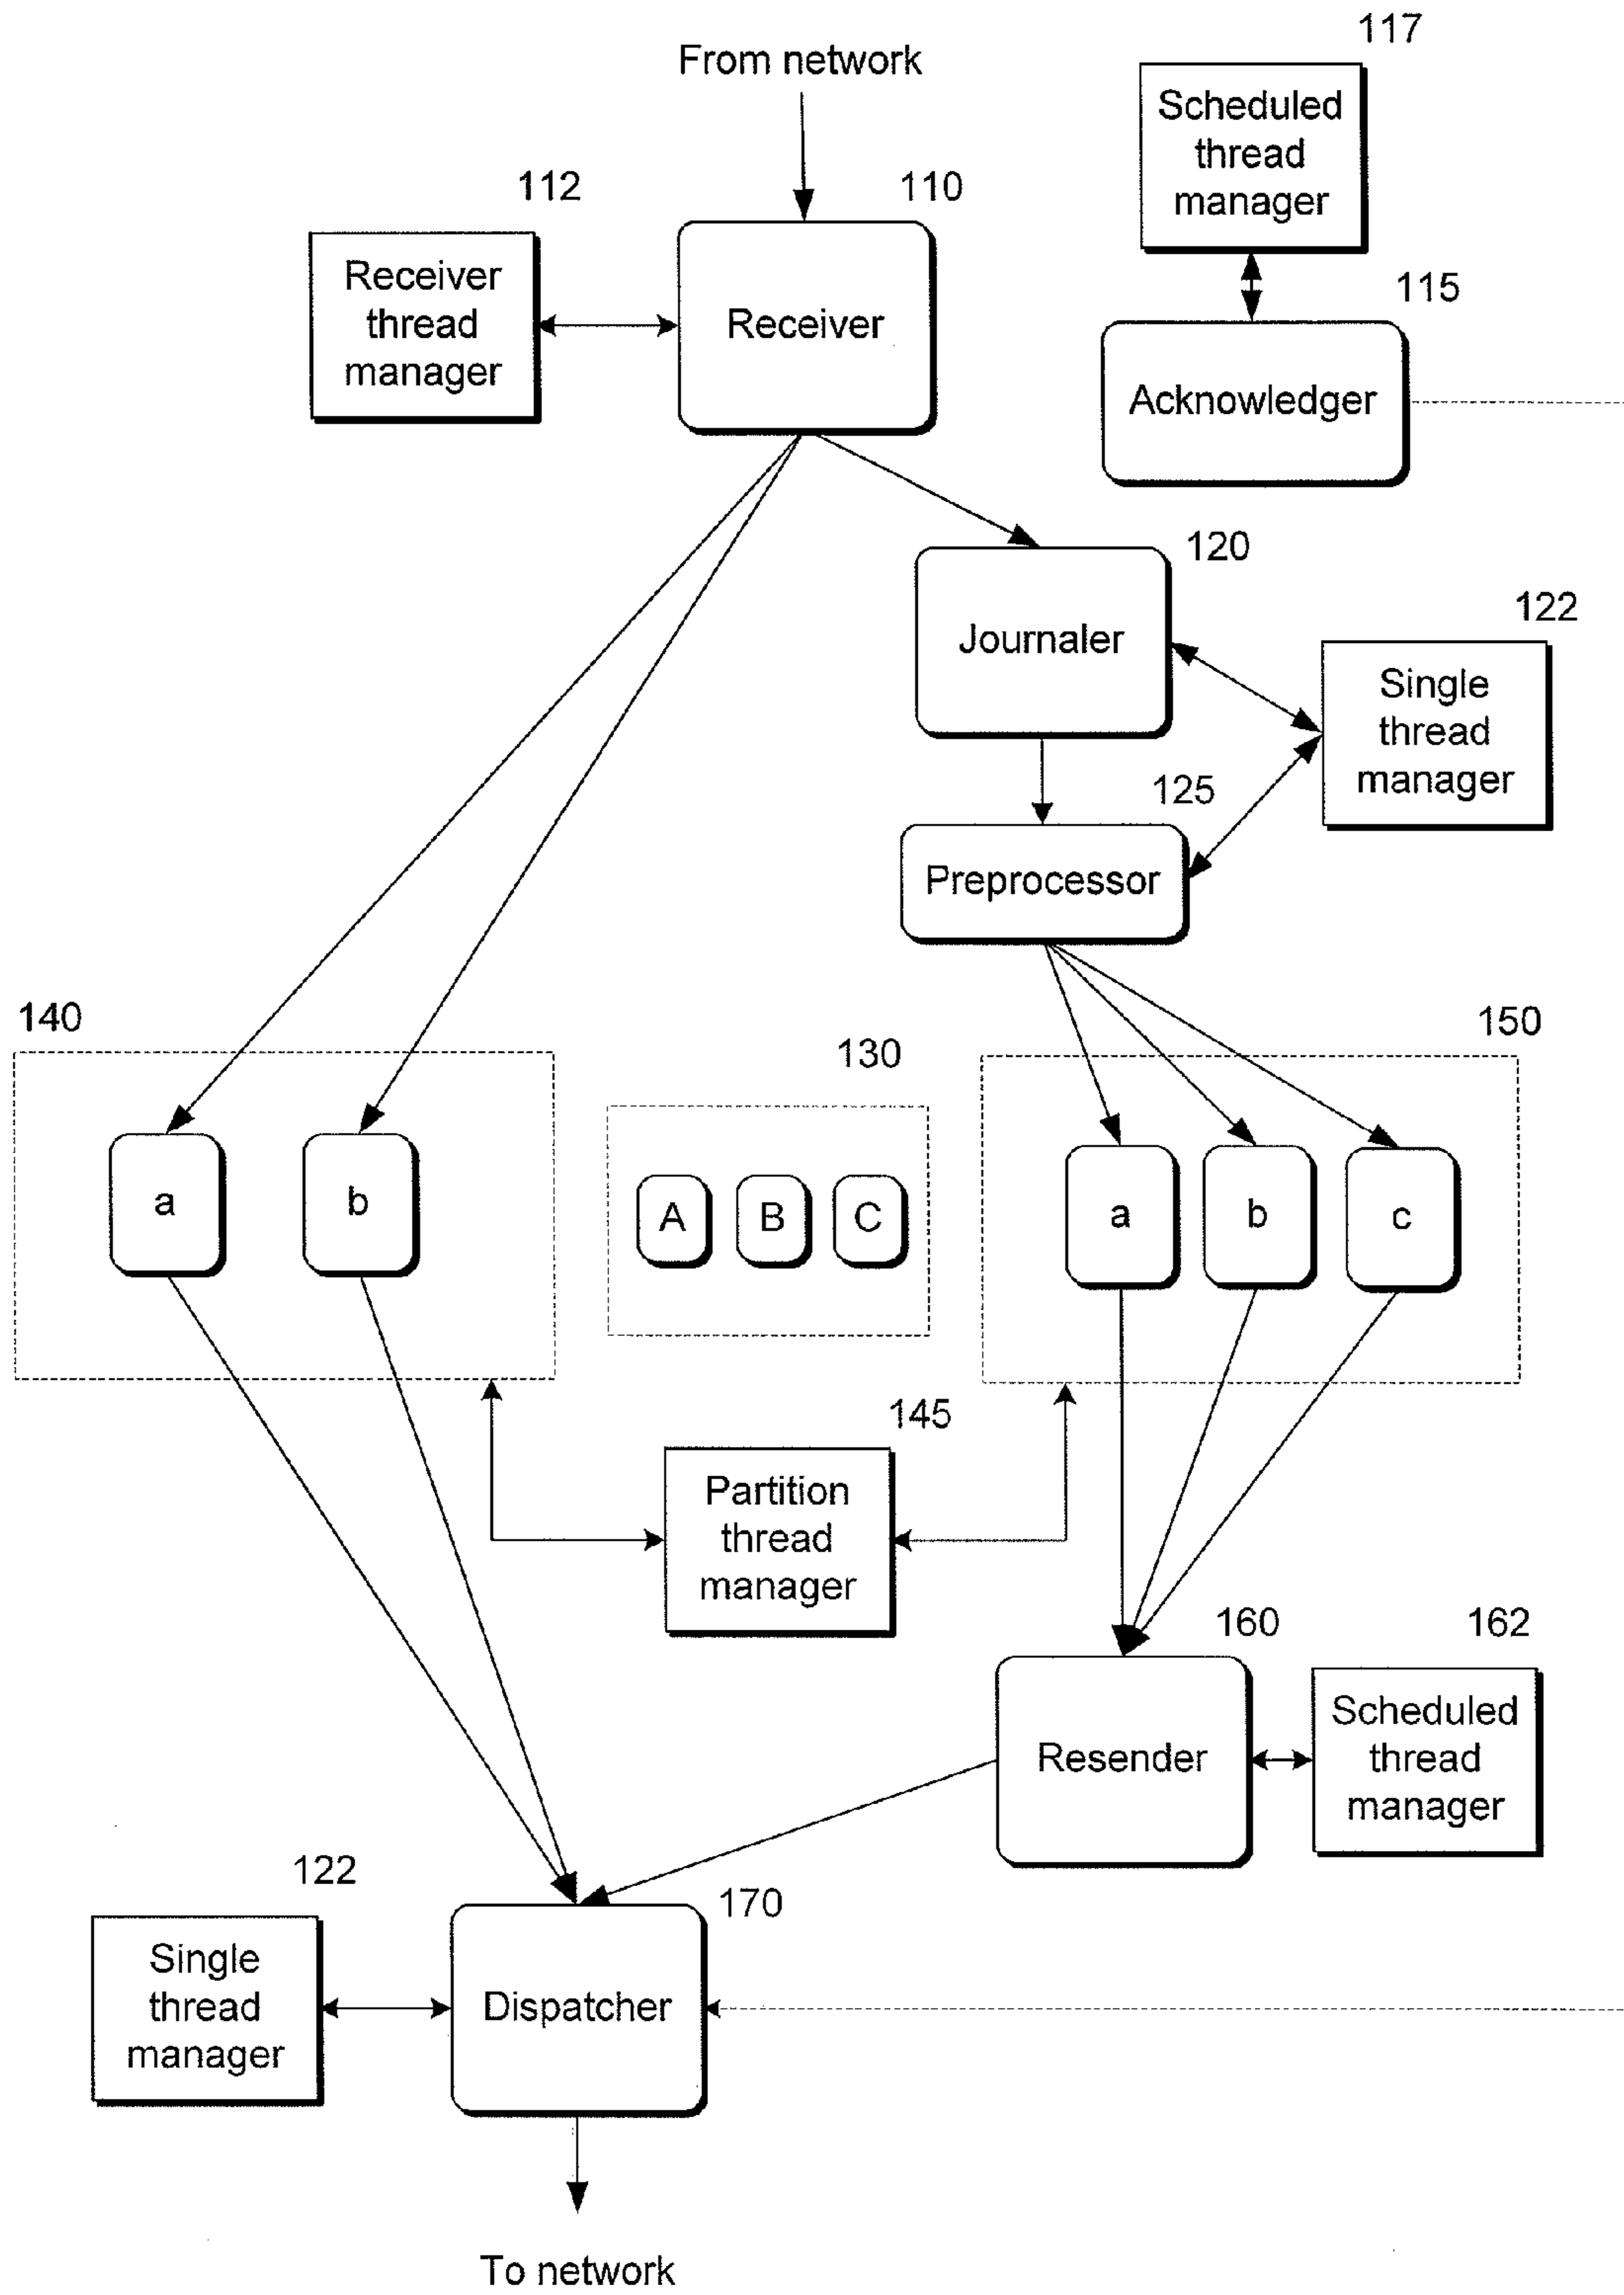 117
From network
Scheduled
thread
manager
112
110
Receiver
thread
manager
Receiver
115
Acknowledger
120
Journaler
122
Single
thread
manager
125
Preprocessor
140
130
150
a
b
A
B
C
a
b
c
145
Partition
thread
manager
160
162
Resender
Scheduled
thread
manager
122
170
Single
thread
manager
Dispatcher
To network